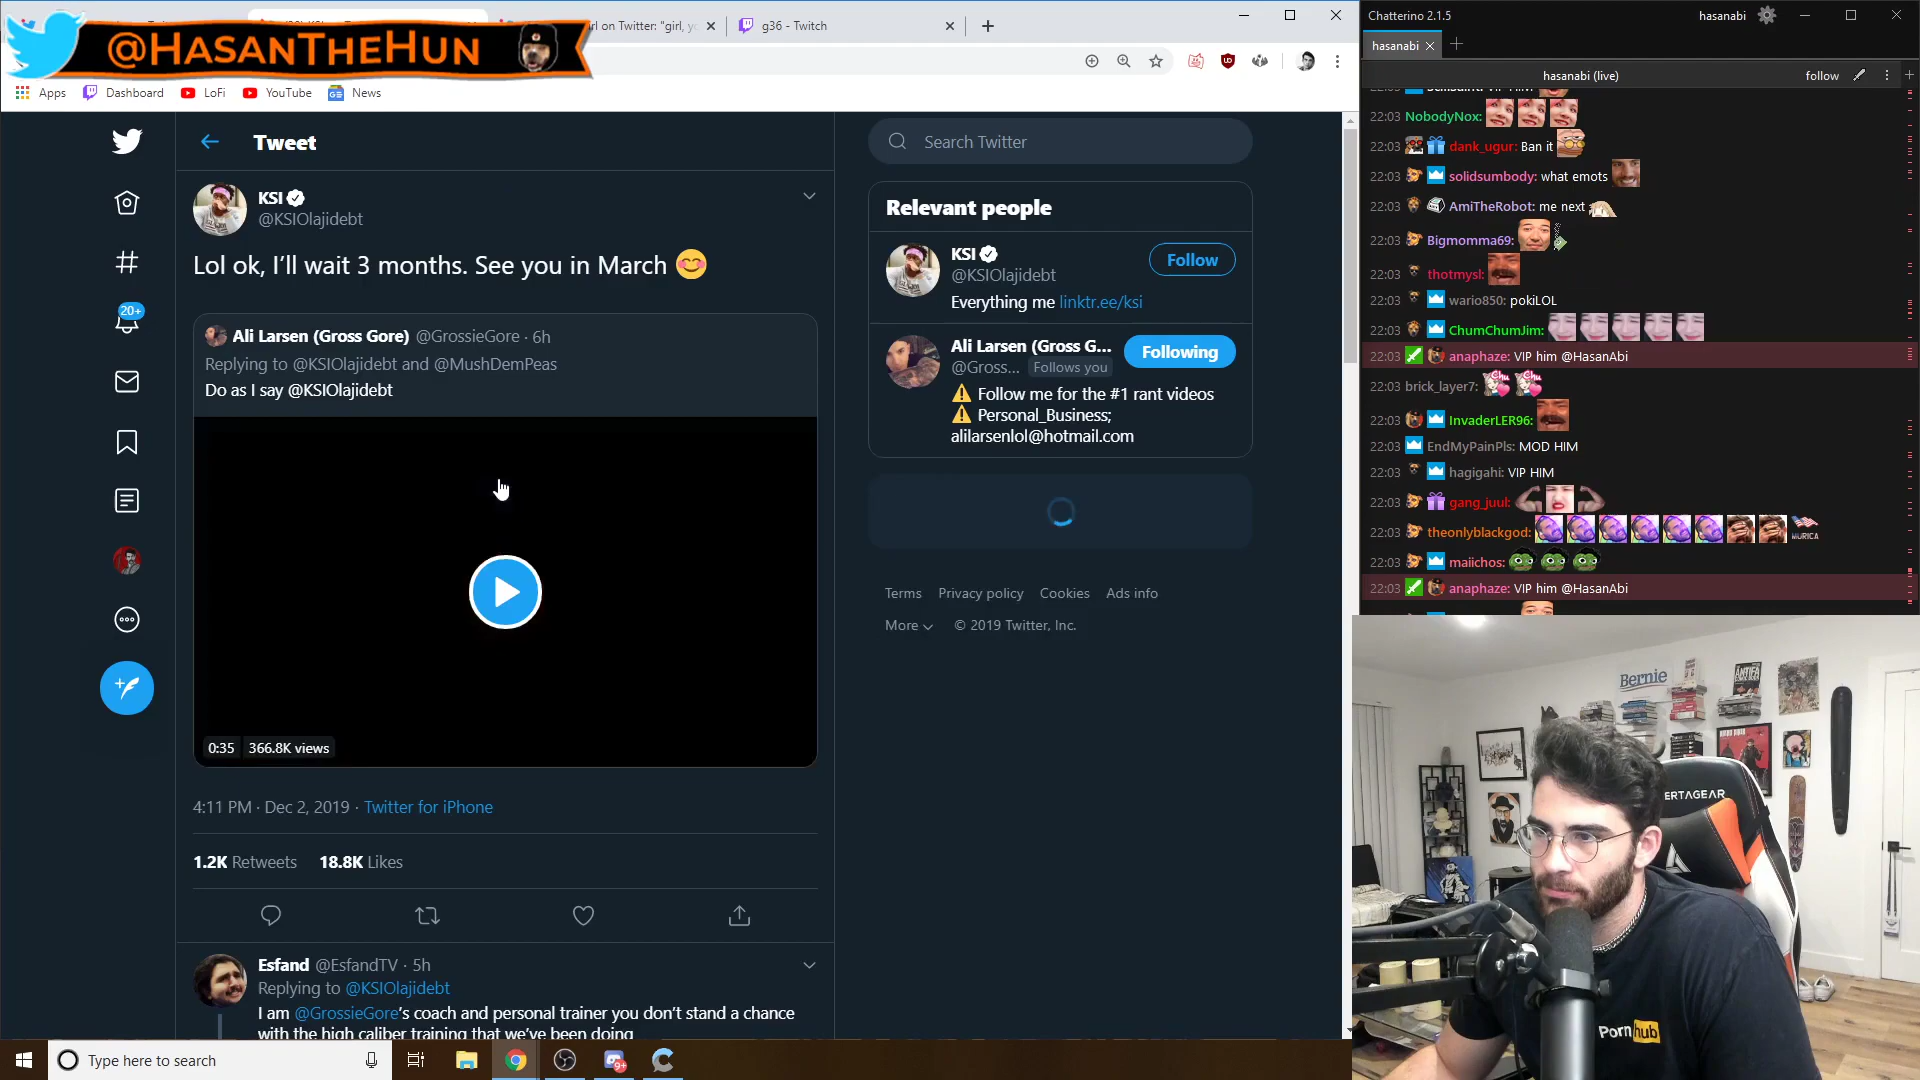 @HasanTheHun
rl on Twitter: "girl, yo
g36 - Twitch
Apps
Dashboard
LoFi
YouTube
News
Tweet
KSI
@KSIOlajidebt
Lol ok, I'll wait 3 months. See you in March
Ali Larsen (Gross Gore) @GrossieGore · 6h
Replying to @KSIOlajidebt and @MushDemPeas
Do as I say @KSIOlajidebt
0:35
366.8K views
4:11 PM · Dec 2, 2019 · Twitter for iPhone
1.2K Retweets
18.8K Likes
Esfand @EsfandTV · 5h
Replying to @KSIOlajidebt
I am @GrossieGore's coach and personal trainer you don't stand a chance
with the high caliber training that we've been doing
20+
Search Twitter
Relevant people
KSI
@KSIOlajidebt
Follow
Everything me linktr.ee/ksi
Ali Larsen (Gross G...
@Gross...
Follows you
Following
Follow me for the #1 rant videos
Personal_Business;
alilarsenlol@hotmail.com
Terms
Privacy policy
Cookies
Ads info
More
© 2019 Twitter, Inc.
Type here to search
Chatterino 2.1.5
hasanabi
hasanabi
hasanabi (live)
follow
22:03 NobodyNox:
22:03 dank_ugur: Ban it
22:03 solidsumbody: what emots
22:03 AmiTheRobot: me next
22:03 Bigmomma69:
22:03 thotmysl:
22:03 wario850: pokiLOL
22:03 ChumChumJim:
22:03 anaphaze: VIP him @HasanAbi
22:03 brick_layer7:
22:03 InvaderLER96:
22:03 EndMyPainPls: MOD HIM
22:03 hagigahi: VIP HIM
22:03 gang_juul:
22:03 theonlyblackgod:
22:03 maiichos:
22:03 anaphaze: VIP him @HasanAbi
Bernie
ANTIFA
ERTAGEAR
Pornhub